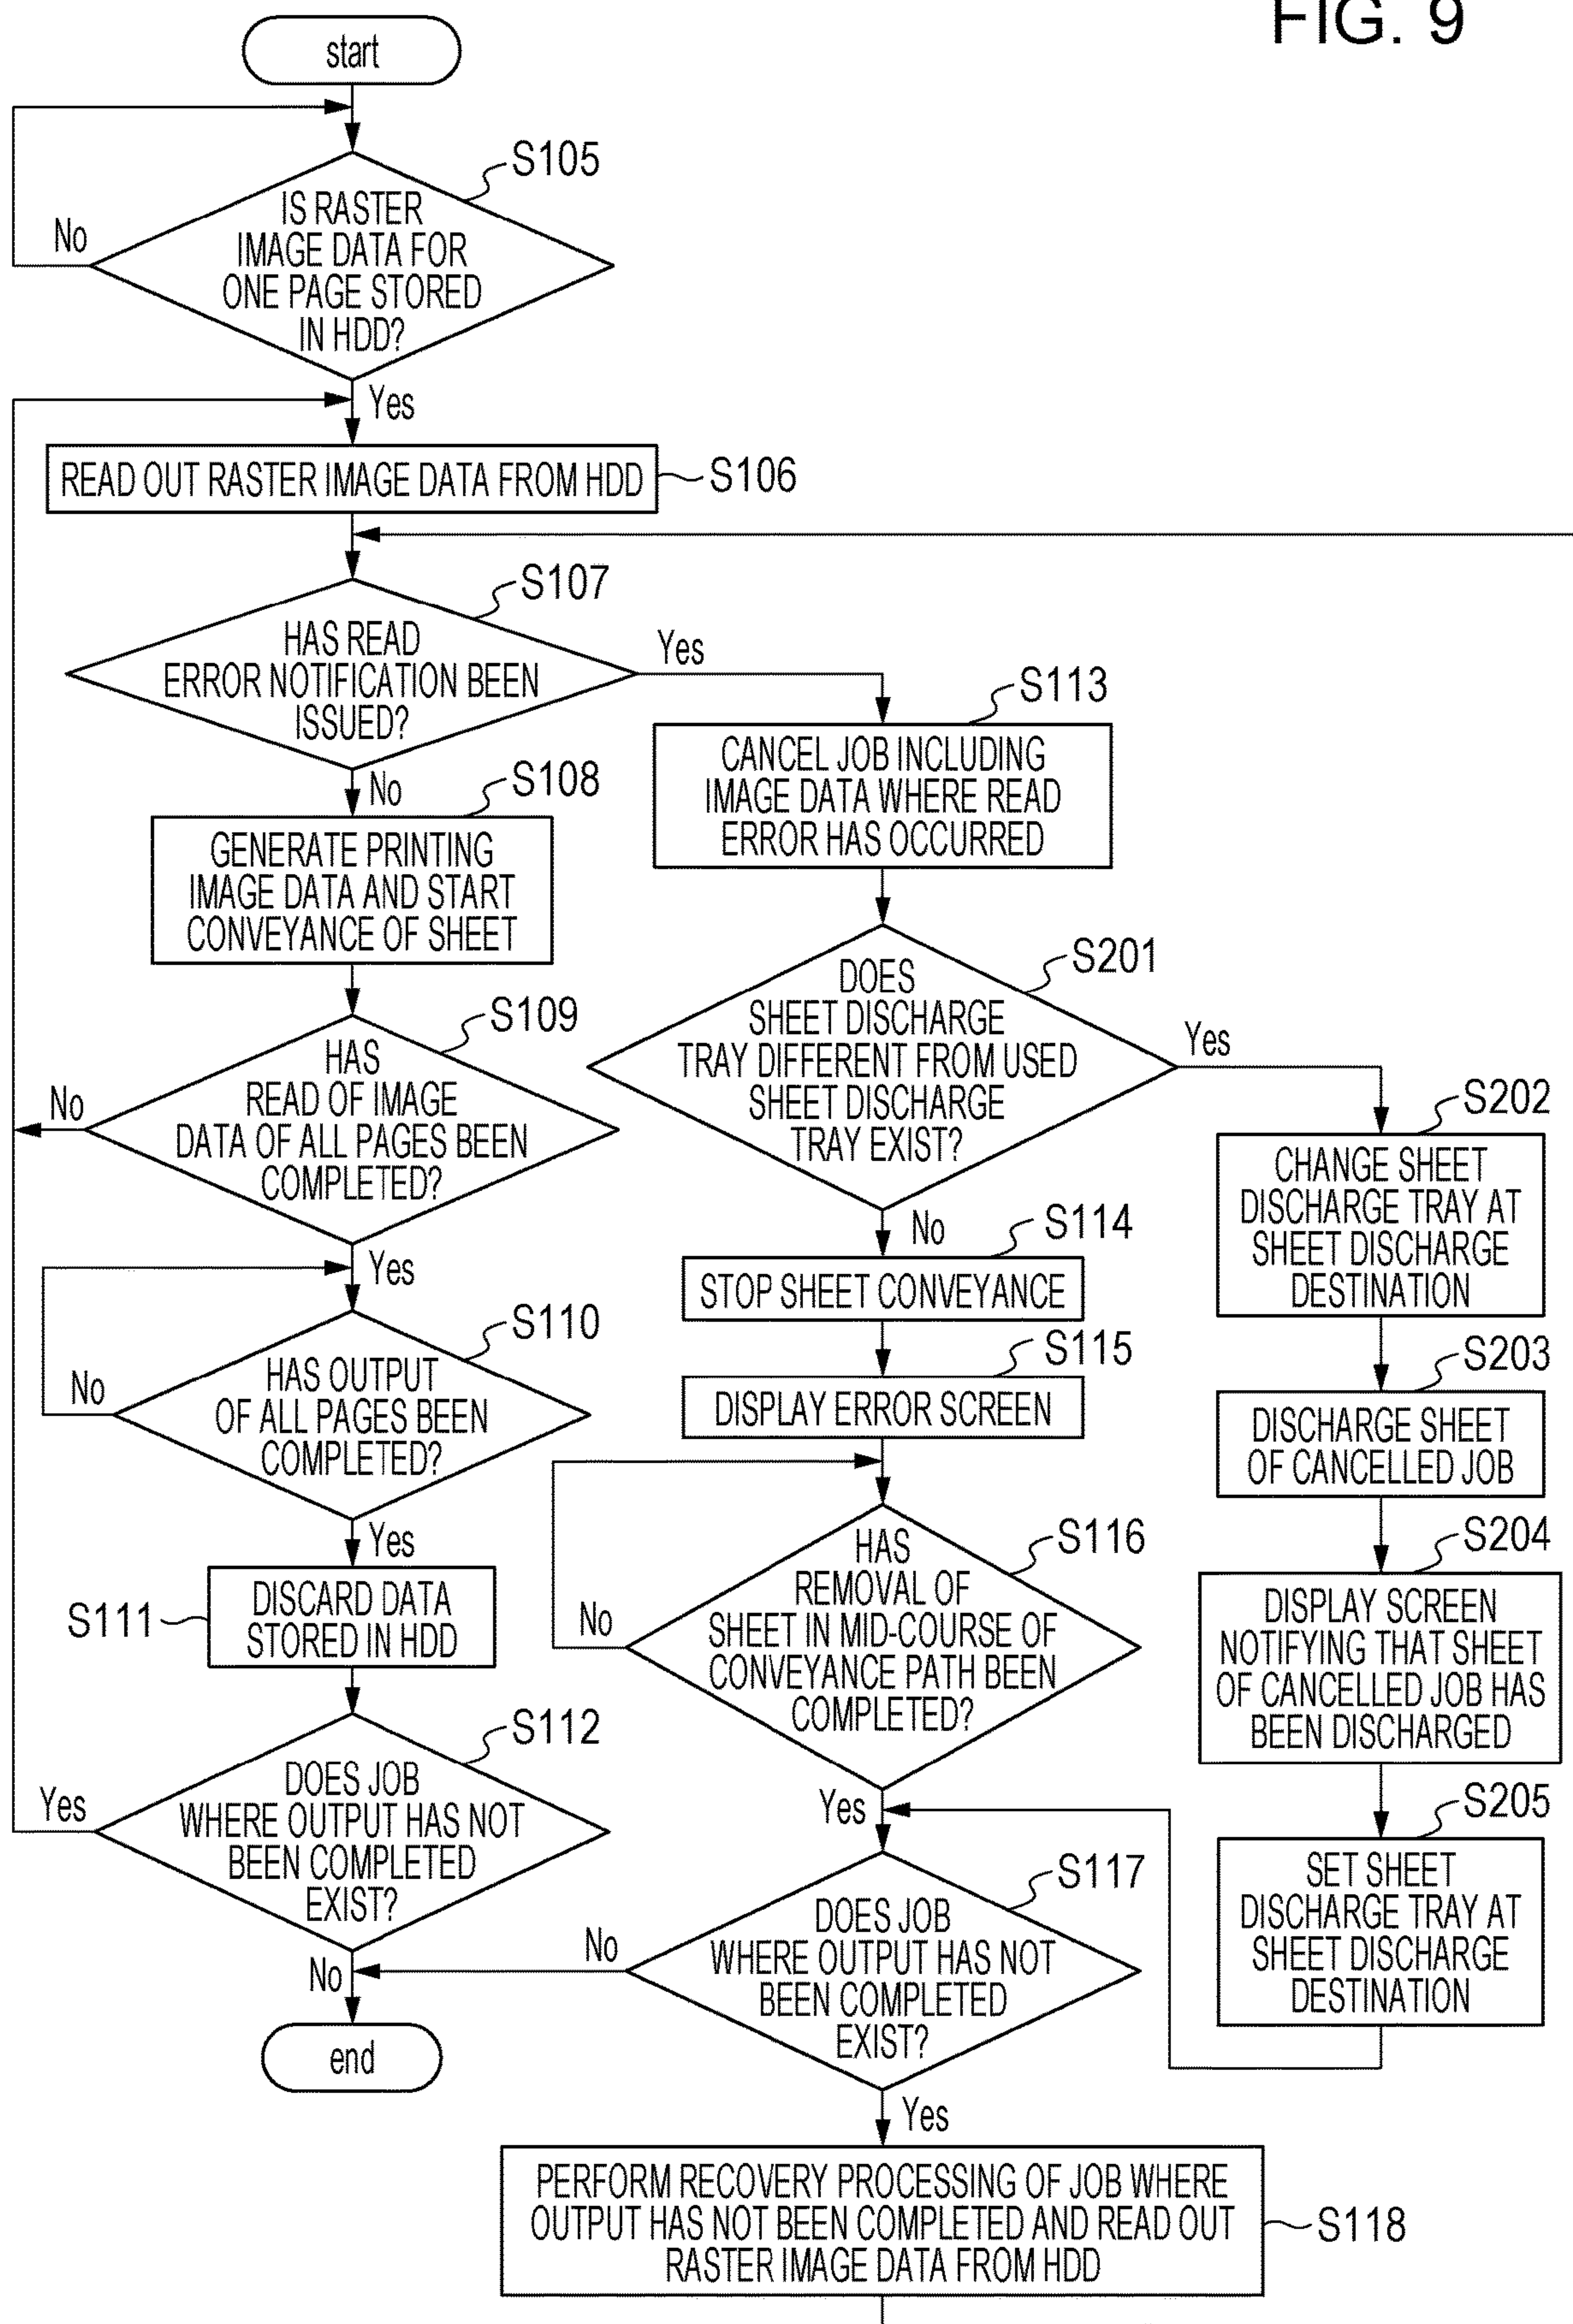 FIG. 9
start
S105
IS RASTER
IMAGE DATA FOR
ONE PAGE STORED
IN HDD?
No
Yes
READ OUT RASTER IMAGE DATA FROM HDD
S106
S107
HAS READ
ERROR NOTIFICATION BEEN
ISSUED?
Yes
No
S108
GENERATE PRINTING
IMAGE DATA AND START
CONVEYANCE OF SHEET
S109
HAS
READ OF IMAGE
DATA OF ALL PAGES BEEN
COMPLETED?
No
Yes
S110
HAS OUTPUT
OF ALL PAGES BEEN
COMPLETED?
No
Yes
S111
DISCARD DATA
STORED IN HDD
S112
DOES JOB
WHERE OUTPUT HAS NOT
BEEN COMPLETED
EXIST?
Yes
No
end
S113
CANCEL JOB INCLUDING
IMAGE DATA WHERE READ
ERROR HAS OCCURRED
S201
DOES
SHEET DISCHARGE
TRAY DIFFERENT FROM USED
SHEET DISCHARGE
TRAY EXIST?
Yes
No
S114
STOP SHEET CONVEYANCE
S115
DISPLAY ERROR SCREEN
S116
HAS
REMOVAL OF
SHEET IN MID-COURSE OF
CONVEYANCE PATH BEEN
COMPLETED?
No
Yes
S117
DOES JOB
WHERE OUTPUT HAS NOT
BEEN COMPLETED
EXIST?
No
Yes
PERFORM RECOVERY PROCESSING OF JOB WHERE
OUTPUT HAS NOT BEEN COMPLETED AND READ OUT
RASTER IMAGE DATA FROM HDD
S118
S202
CHANGE SHEET
DISCHARGE TRAY AT
SHEET DISCHARGE
DESTINATION
S203
DISCHARGE SHEET
OF CANCELLED JOB
S204
DISPLAY SCREEN
NOTIFYING THAT SHEET
OF CANCELLED JOB HAS
BEEN DISCHARGED
S205
SET SHEET
DISCHARGE TRAY AT
SHEET DISCHARGE
DESTINATION